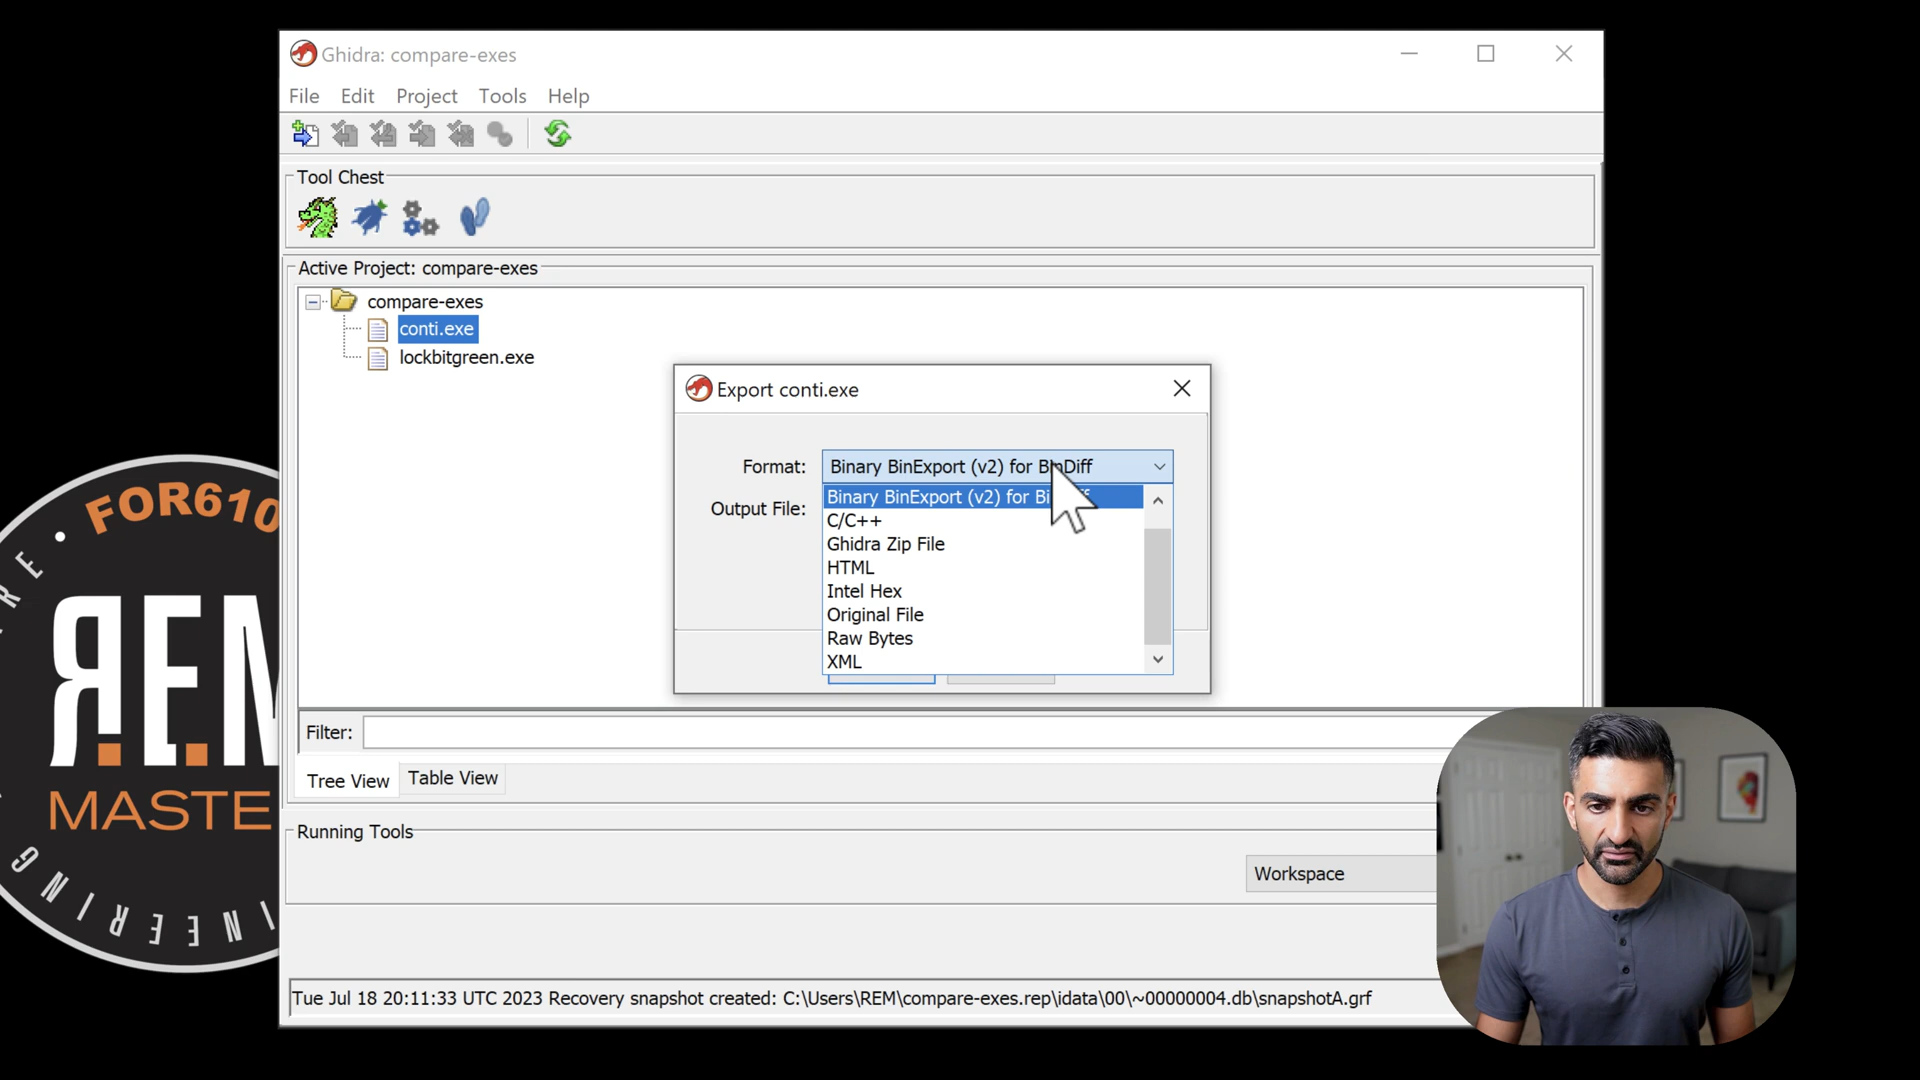 Ghidra: compare-exes
File Edit Project Tools Help
Tool Chest
Active Project: compare-exes
compare-exes
conti.exe
lockbitgreen.exe
Export conti.exe
Format: Binary BinExport (v2) for BinDiff
Binary BinExport (v2) for
Output File:
C/C++
Ghidra Zip File
HTML
Intel Hex
Original File
Raw Bytes
XML
Filter:
Tree View Table View
Running Tools
Workspace
Tue Jul 18 20:11:33 UTC 2023 Recovery snapshot created: C:\Users\REM\compare-exes.rep\idata\00\~00000004.db\snapshotA.grf
FOR610
REM
MASTE